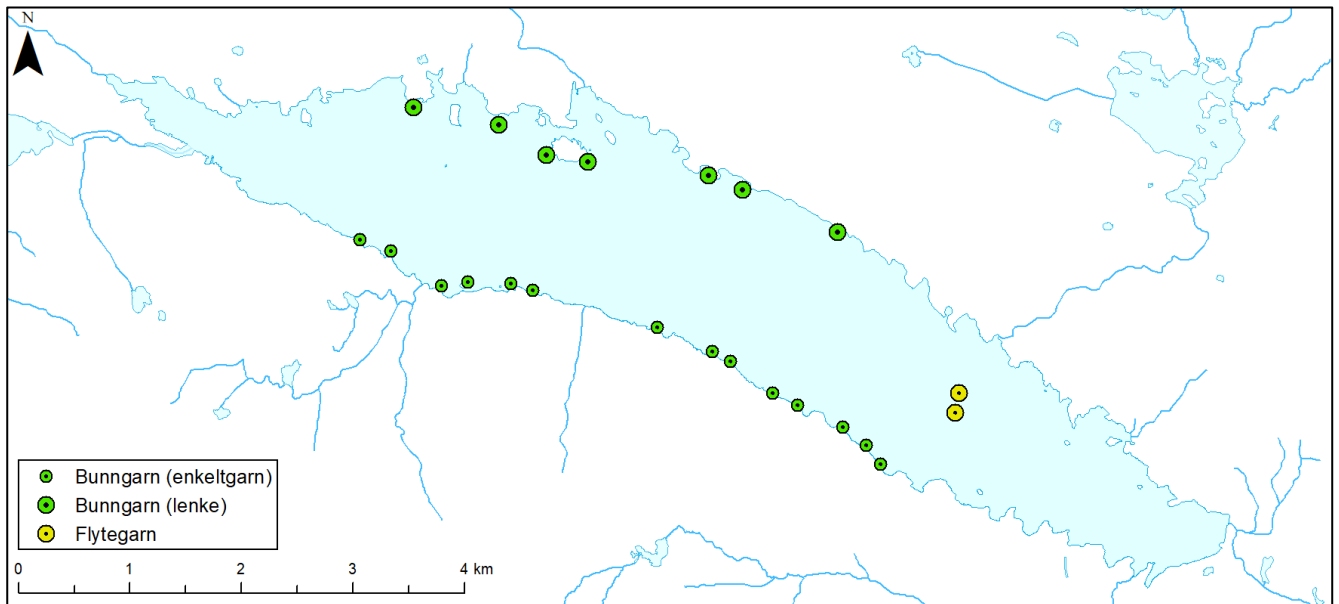 N
Bunngarn (enkeltgarn)
Bunngarn (lenke)
Flytegarn
0 1 2 3 4 km